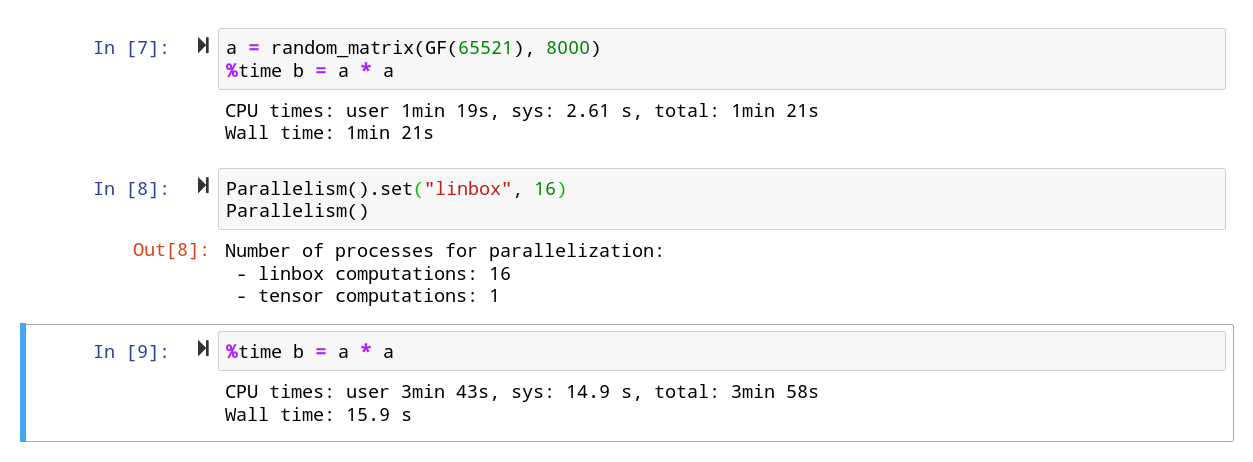 In [7]: a = random_matrix(GF(65521), 8000)
%time b = a * a
CPU times: user 1min 19s, sys: 2.61 s, total: 1min 21s
Wall time: 1min 21s
In [8]: Parallelism().set("linbox", 16)
Parallelism()
Out[8]: Number of processes for parallelization:
 - linbox computations: 16
 - tensor computations: 1
In [9]: %time b = a * a
CPU times: user 3min 43s, sys: 14.9 s, total: 3min 58s
Wall time: 15.9 s